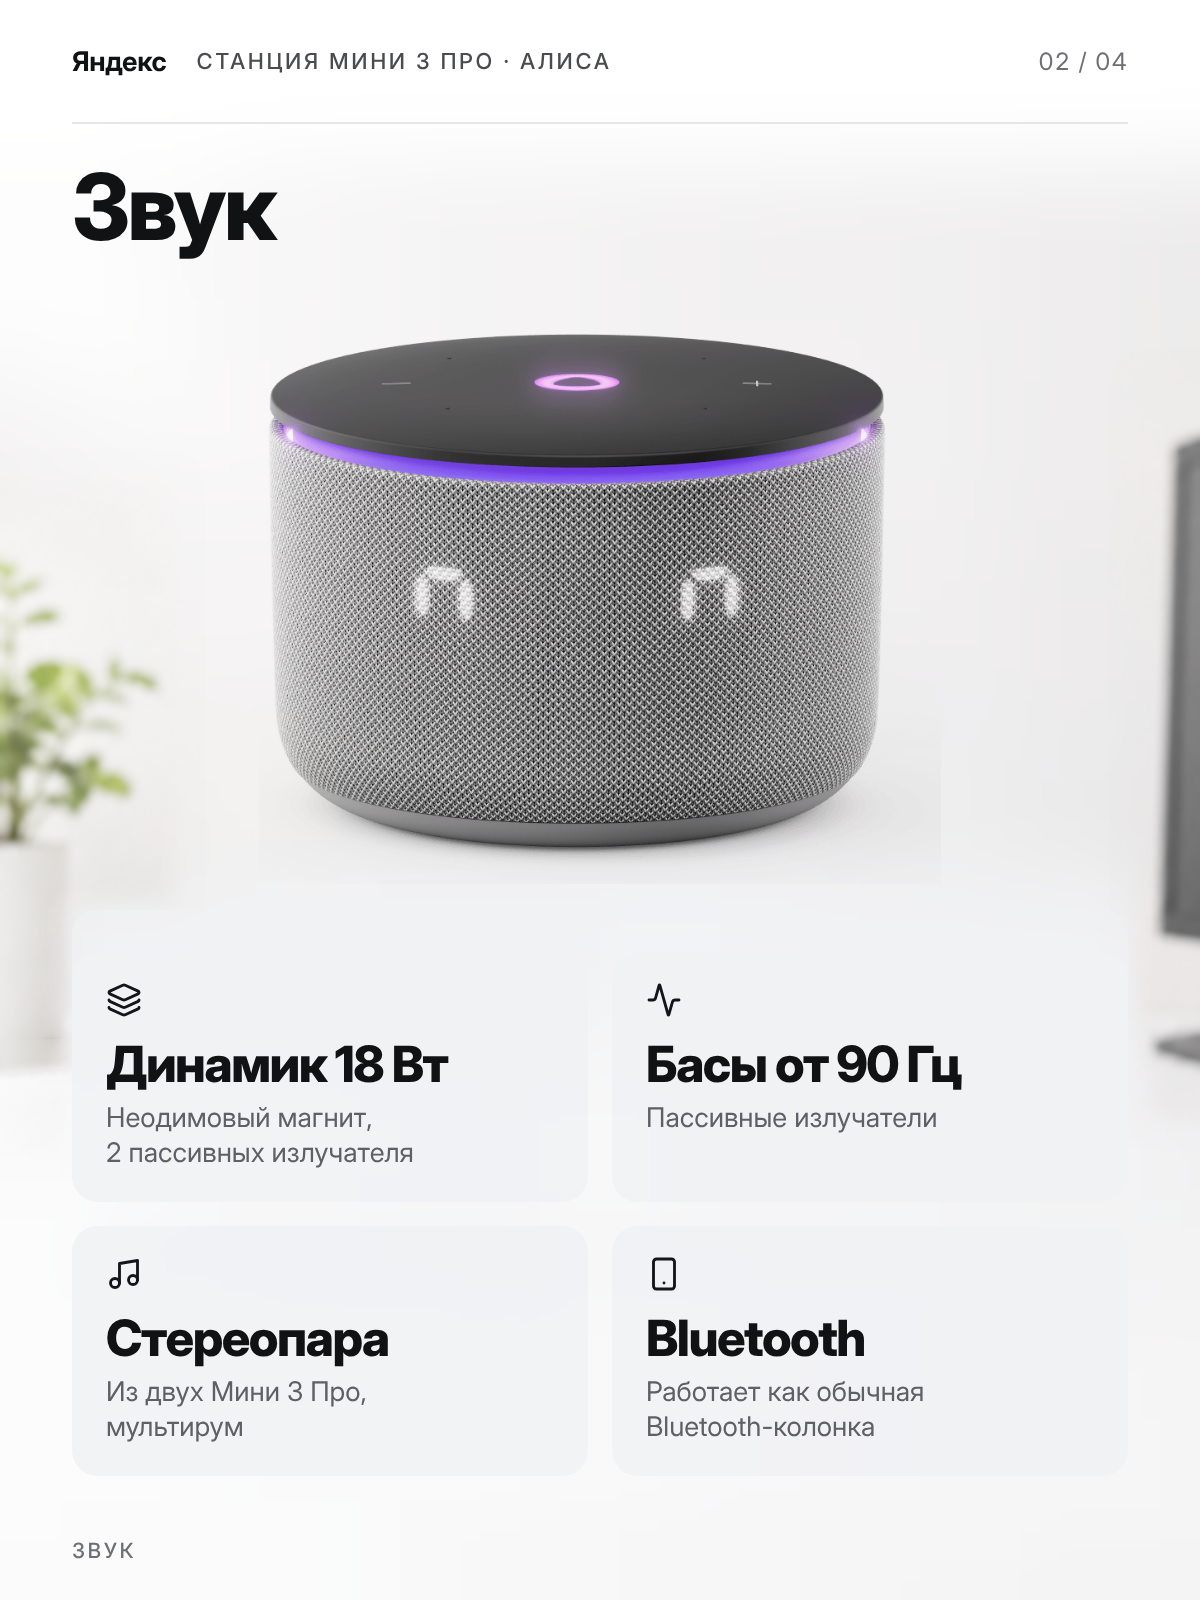 Яндекс СТАНЦИЯ МИНИ 3 ПРО · АЛИСА 02 / 04
Звук
Динамик 18 Вт
Неодимовый магнит,
2 пассивных излучателя
Басы от 90 Гц
Пассивные излучатели
Стереопара
Из двух Мини 3 Про,
мультирум
Bluetooth
Работает как обычная
Bluetooth-колонка
ЗВУК